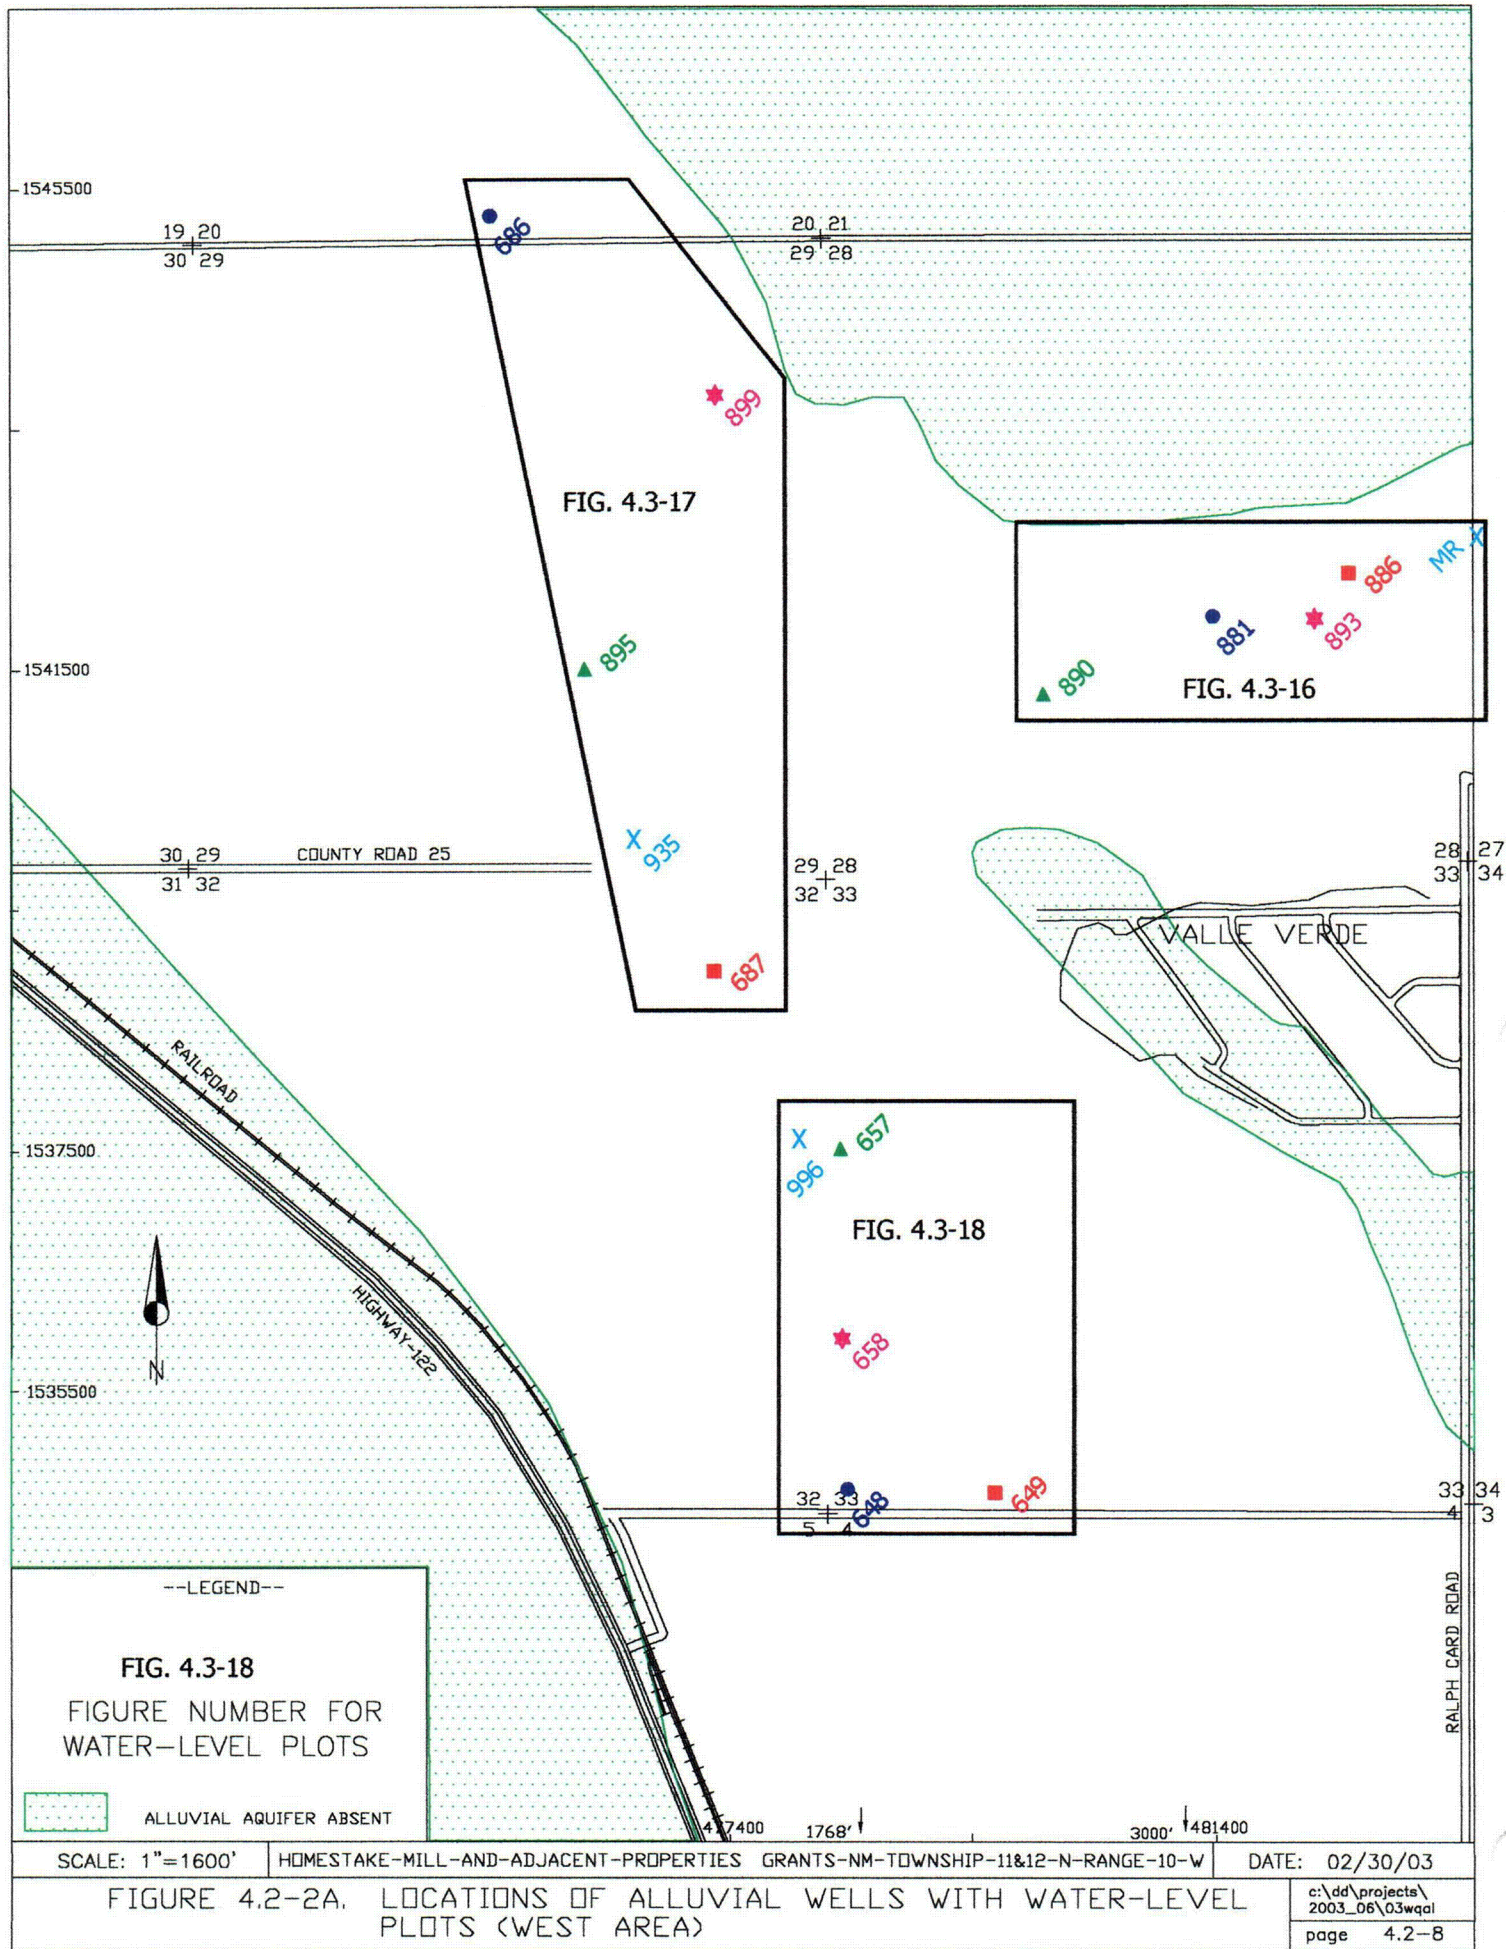 1545500
19 20
30 29
20 21
29 28
686
899
FIG. 4.3-17
MR
886
893
881
890
FIG. 4.3-16
895
1541500
935
30 29
31 32
COUNTY ROAD 25
29 28
32 33
28 27
33 34
VALLE VERDE
687
RAILROAD
657
996
1537500
FIG. 4.3-18
HIGHWAY-122
N
658
1535500
32 33
5 4
648
649
33 34
4 3
RALPH CARD ROAD
--LEGEND--
FIG. 4.3-18
FIGURE NUMBER FOR
WATER-LEVEL PLOTS
ALLUVIAL AQUIFER ABSENT
477400
1768'
3000'
481400
SCALE: 1"=1600'
HOMESTAKE-MILL-AND-ADJACENT-PROPERTIES GRANTS-NM-TOWNSHIP-11&12-N-RANGE-10-W
DATE: 02/30/03
FIGURE 4.2-2A. LOCATIONS OF ALLUVIAL WELLS WITH WATER-LEVEL
PLOTS (WEST AREA)
c:\dd\projects\
2003_06\03wqal
page 4.2-8